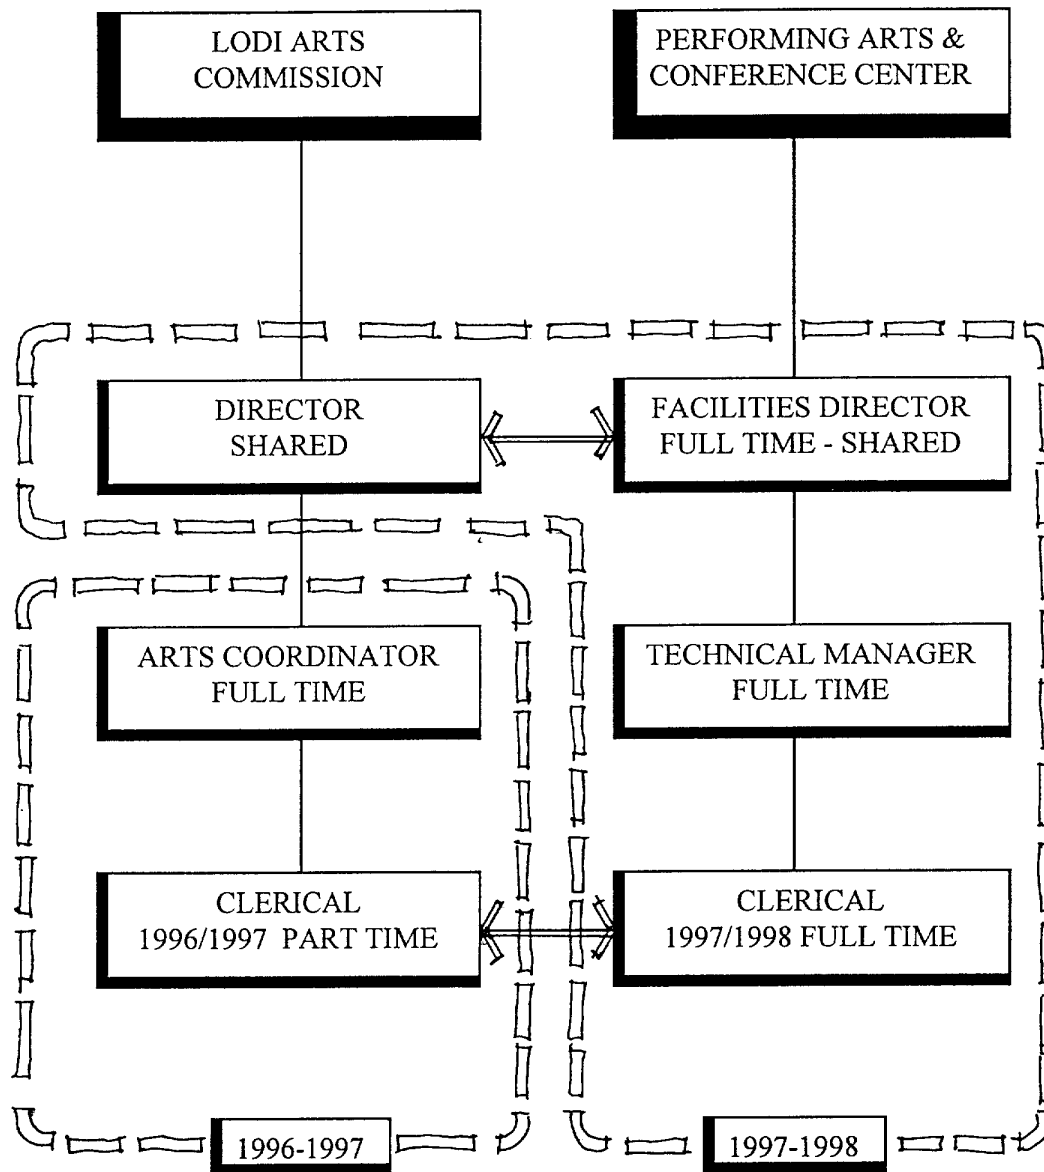 LODI ARTS
COMMISSION
PERFORMING ARTS &
CONFERENCE CENTER
DIRECTOR
SHARED
FACILITIES DIRECTOR
FULL TIME - SHARED
ARTS COORDINATOR
FULL TIME
TECHNICAL MANAGER
FULL TIME
CLERICAL
1996/1997 PART TIME
CLERICAL
1997/1998 FULL TIME
1996-1997
1997-1998